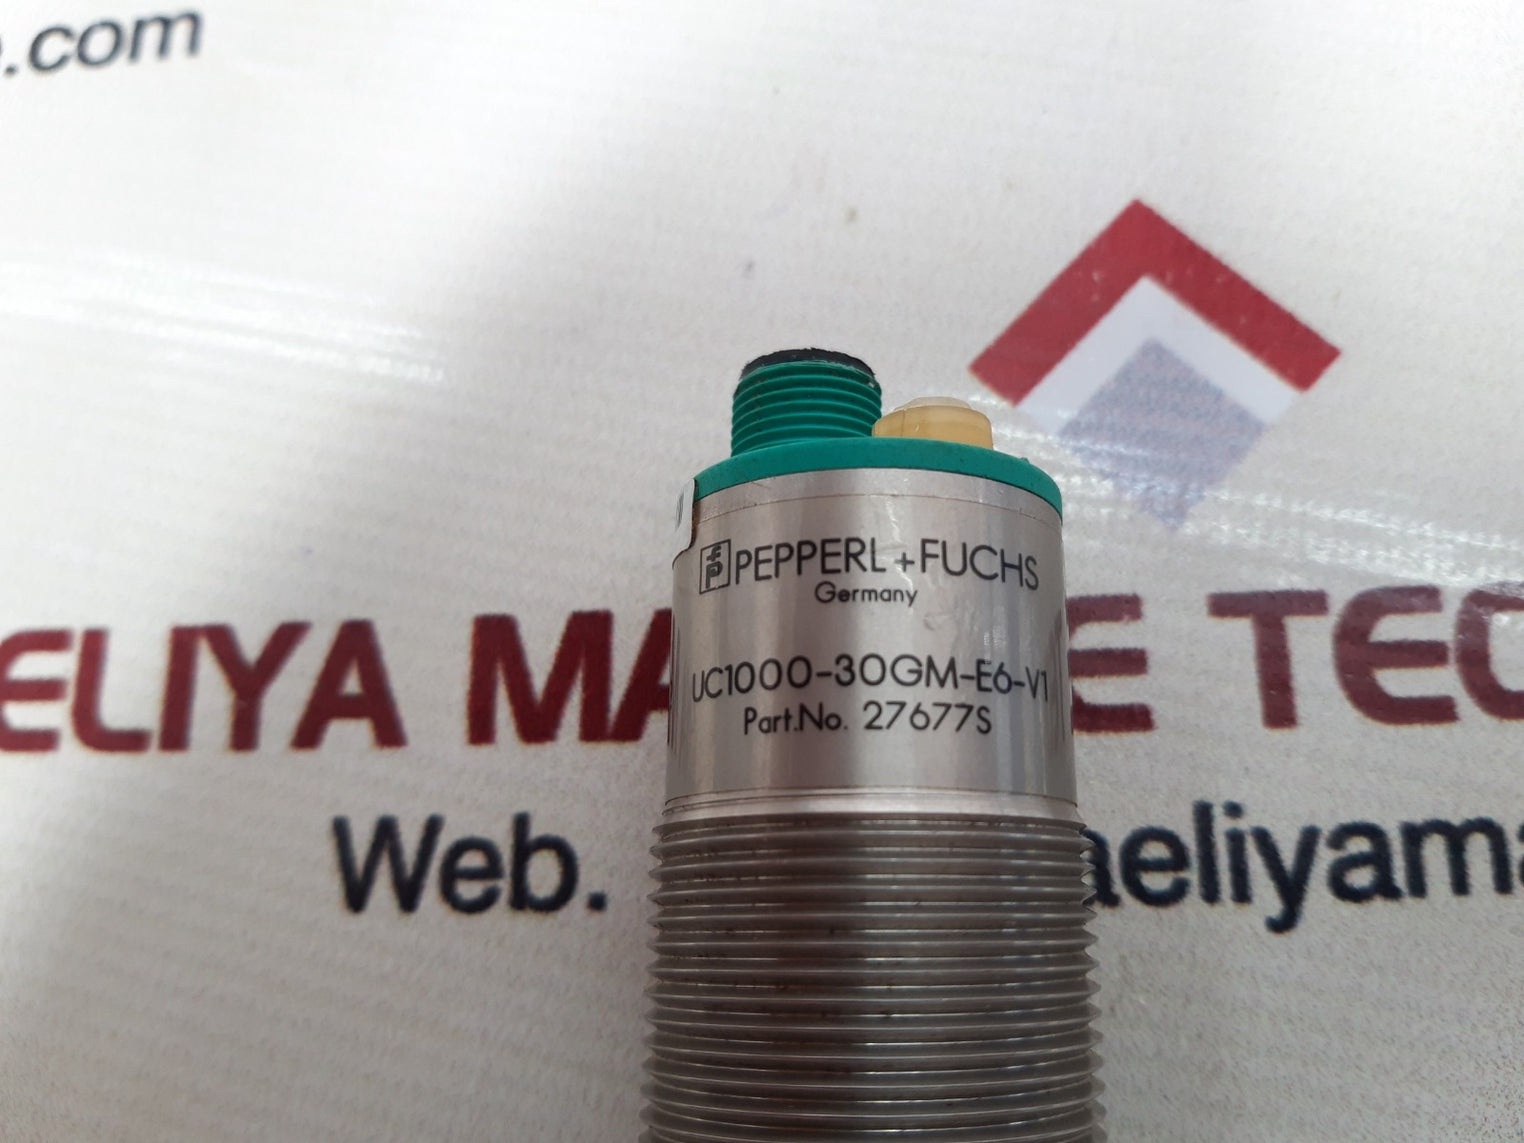 .com
PEPPERL+FUCHS
Germany
UC1000-30GM-E6-V1
Part.No. 27677S
ELIYA MA E TEC
Web. aeliyama